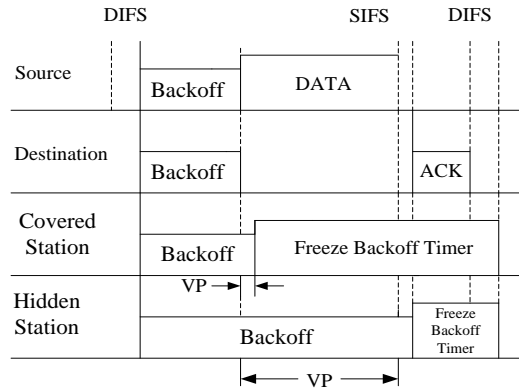 DIFS SIFS DIFS
Source
Backoff
DATA
Destination
Backoff
ACK
Covered
Station
Backoff
Freeze Backoff Timer
VP
Hidden
Station
Backoff
Freeze
Backoff
Timer
VP